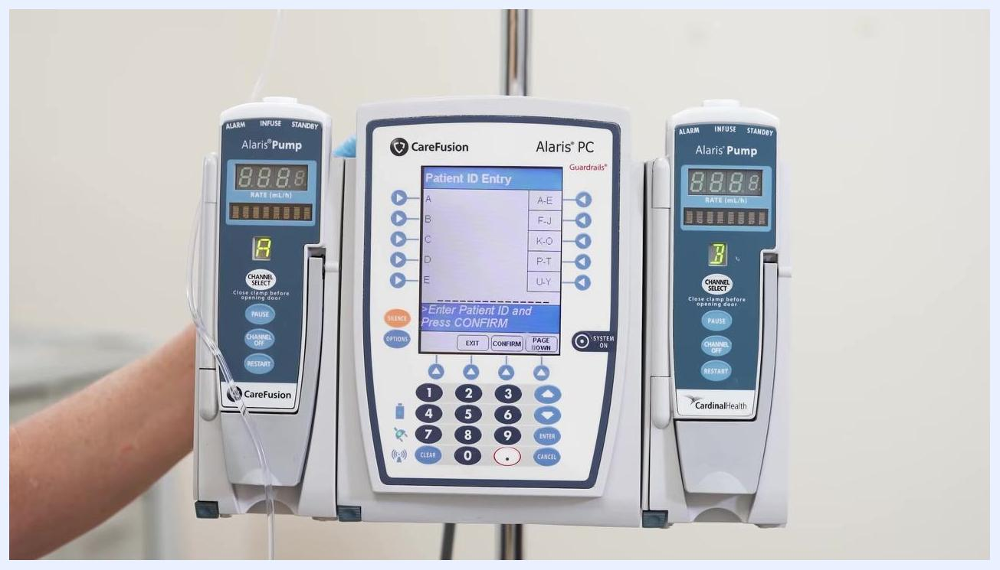 ALARM INFUSE STANDBY
Alaris® Pump
RATE (mL/h)
A
CHANNEL
SELECT
Close clamp before
opening door
PAUSE
CHANNEL
OFF
RESTART
CareFusion
CareFusion
Alaris® PC
Guardrails®
Patient ID Entry
A A-E
B F-J
C K-O
D P-T
E U-Y
>Enter Patient ID and
Press CONFIRM
EXIT CONFIRM PAGE
DOWN
SILENCE
OPTIONS
SYSTEM
ON
1 2 3
4 5 6
7 8 9 ENTER
CLEAR 0 . CANCEL
ALARM INFUSE STANDBY
Alaris® Pump
RATE (mL/h)
B
CHANNEL
SELECT
Close clamp before
opening door
PAUSE
CHANNEL
OFF
RESTART
CardinalHealth